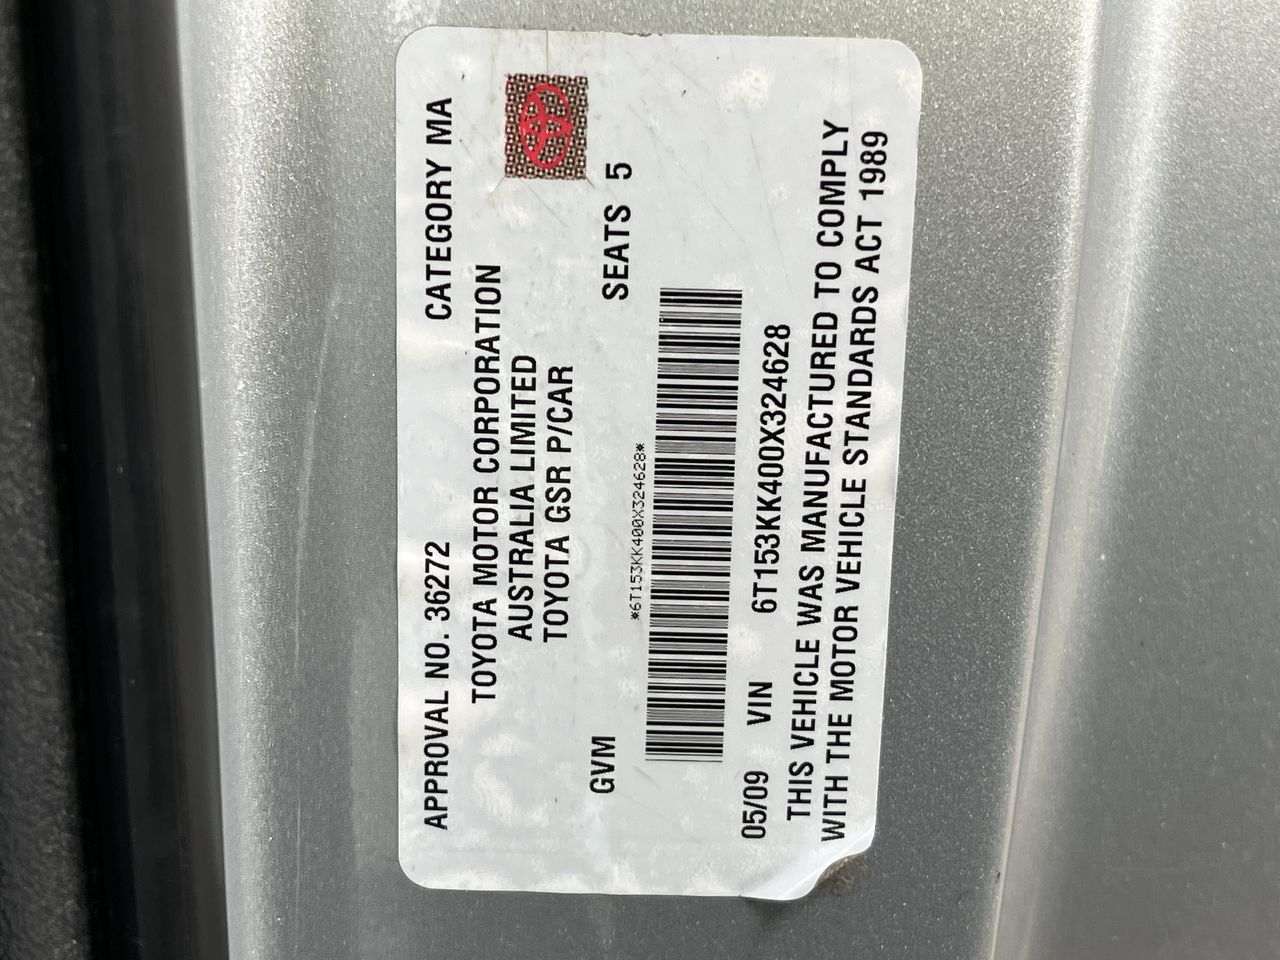 APPROVAL NO. 36272 CATEGORY MA
TOYOTA MOTOR CORPORATION
AUSTRALIA LIMITED
TOYOTA GSR P/CAR
GVM SEATS 5
*6T153KK400X324628*
05/09 VIN 6T153KK400X324628
THIS VEHICLE WAS MANUFACTURED TO COMPLY
WITH THE MOTOR VEHICLE STANDARDS ACT 1989